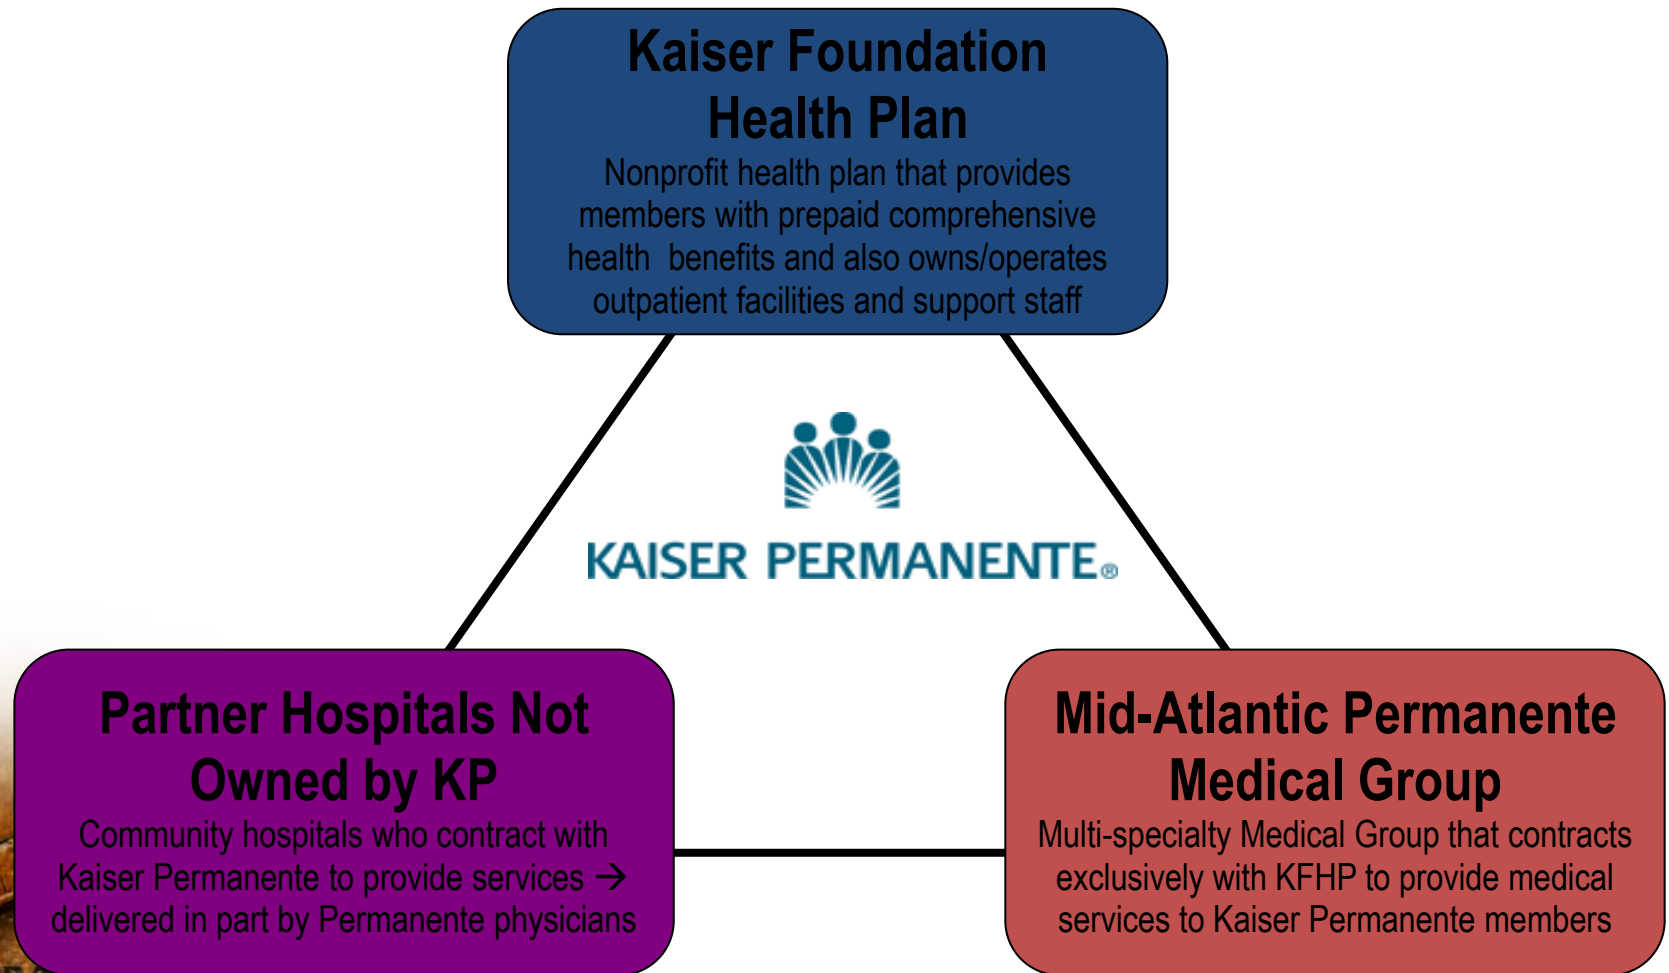 Kaiser Foundation
Health Plan
Nonprofit health plan that provides
members with prepaid comprehensive
health  benefits and also owns/operates
outpatient facilities and support staff
KAISER PERMANENTE®
Partner Hospitals Not
Owned by KP
Community hospitals who contract with
Kaiser Permanente to provide services →
delivered in part by Permanente physicians
Mid-Atlantic Permanente
Medical Group
Multi-specialty Medical Group that contracts
exclusively with KFHP to provide medical
services to Kaiser Permanente members